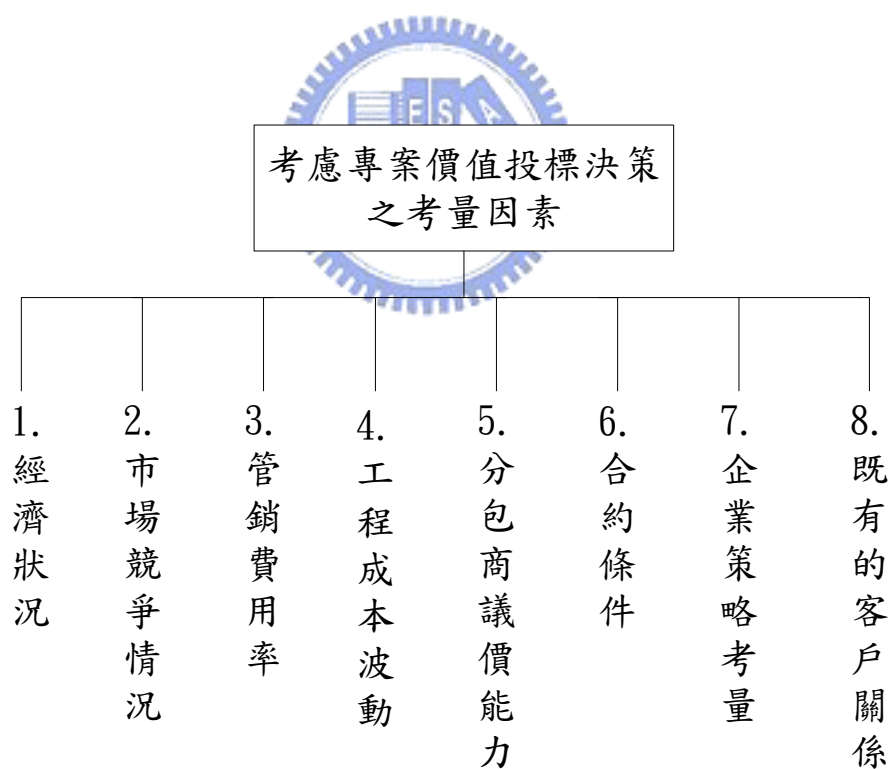 ESA
考慮專案價值投標決策
之考量因素
1.
經濟狀況
2.
市場競爭情況
3.
管銷費用率
4.
工程成本波動
5.
分包商議價能力
6.
合約條件
7.
企業策略考量
8.
既有的客戶關係